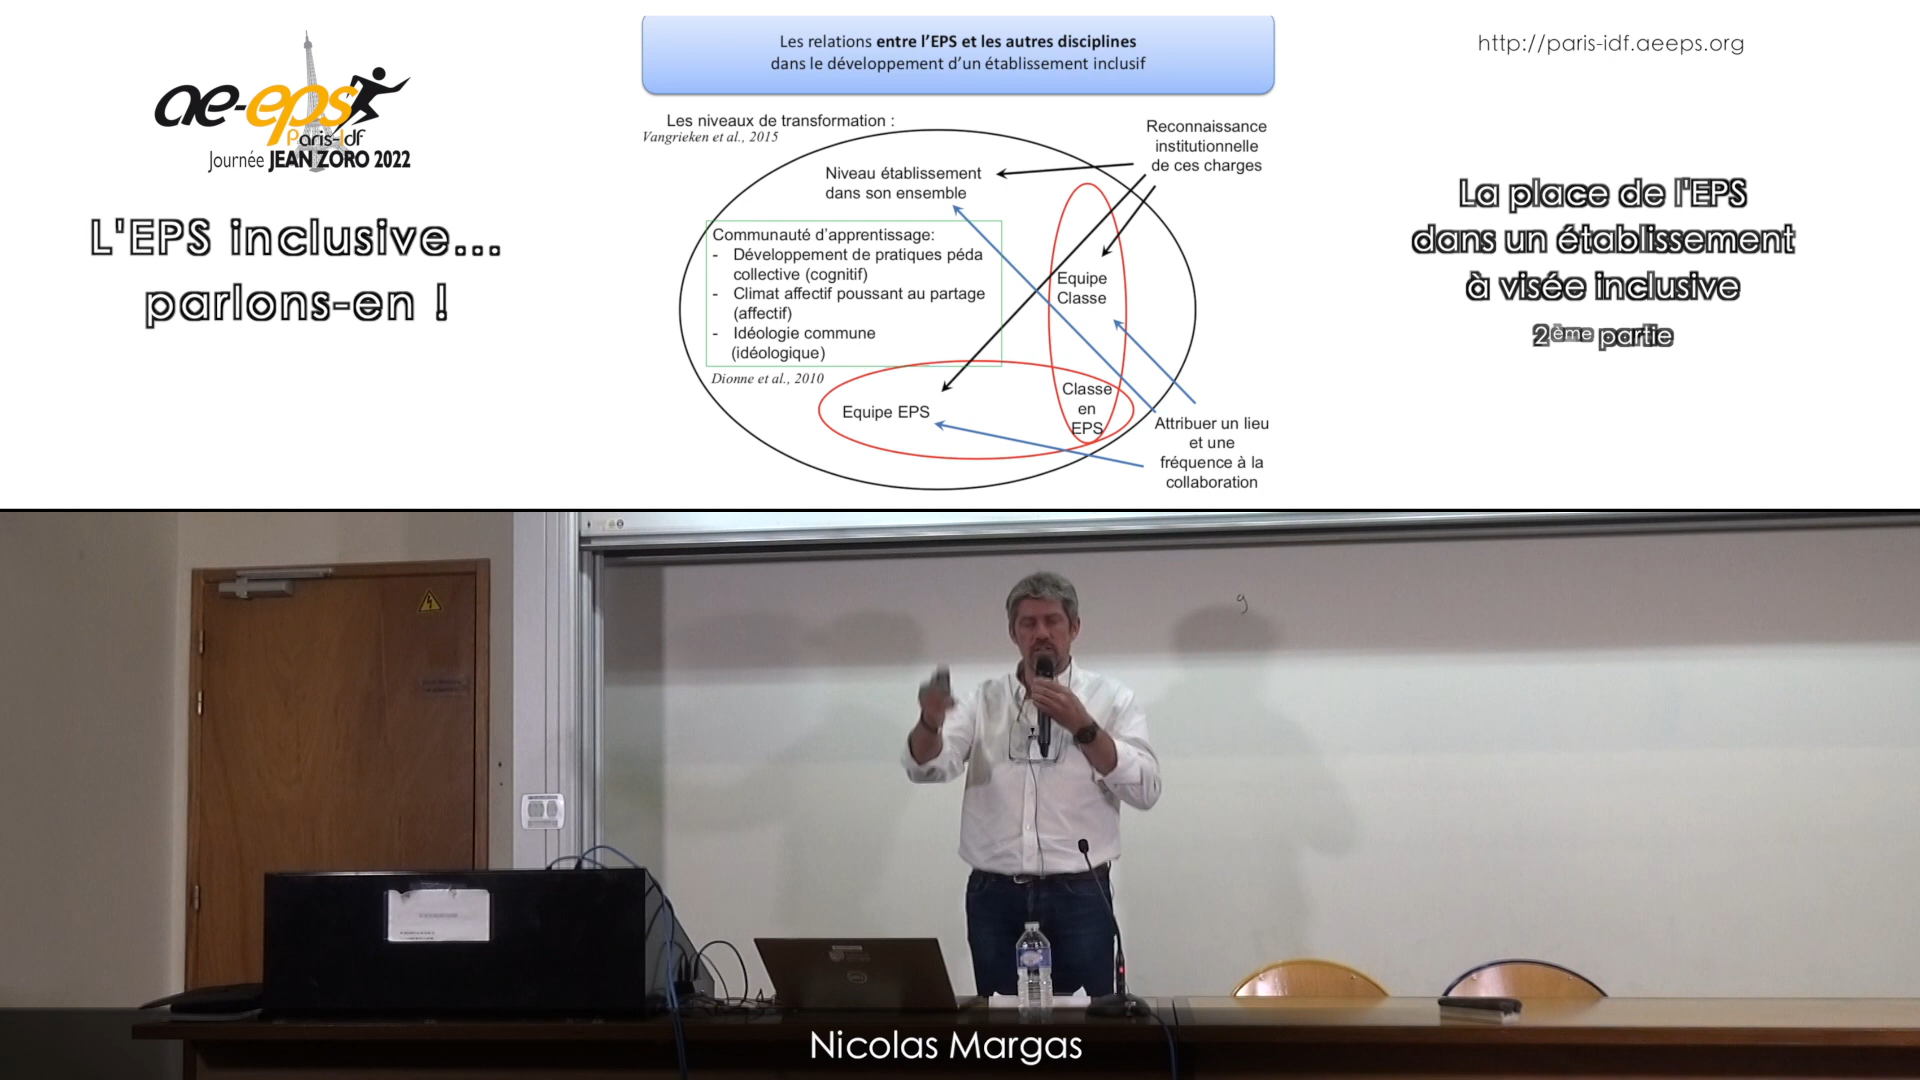 ae-eps
Paris-Idf
Journée JEAN ZORO 2022
L'EPS inclusive...
parlons-en !
Les relations entre l'EPS et les autres disciplines
dans le développement d'un établissement inclusif
Les niveaux de transformation :
Vangrieken et al., 2015
Niveau établissement
dans son ensemble
Communauté d'apprentissage:
- Développement de pratiques péda
collective (cognitif)
- Climat affectif poussant au partage
(affectif)
- Idéologie commune
(idéologique)
Dionne et al., 2010
Equipe EPS
Equipe
Classe
Classe
en
EPS
Reconnaissance
institutionnelle
de ces charges
Attribuer un lieu
et une
fréquence à la
collaboration
http://paris-idf.aeeps.org
La place de l'EPS
dans un établissement
à visée inclusive
2ème partie
DELL
Nicolas Margas